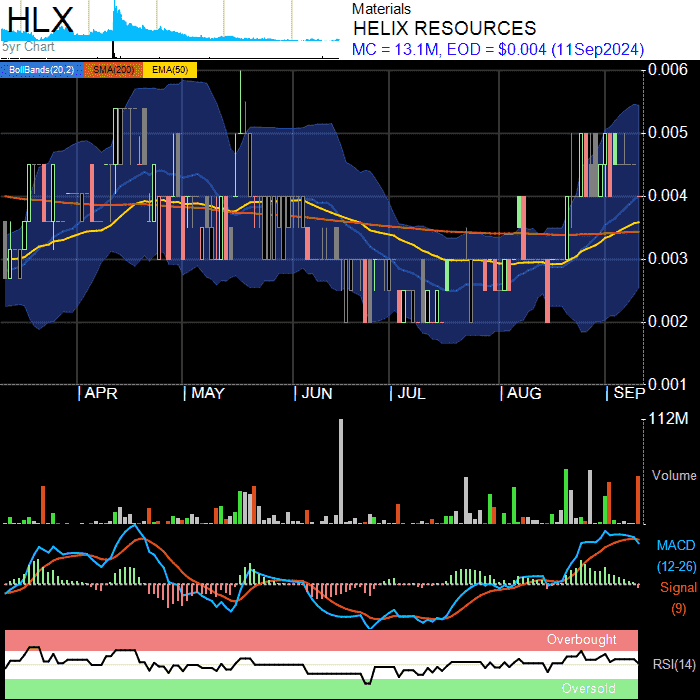 HLX
5yr Chart
Materials
HELIX RESOURCES
MC = 13.1M, EOD = $0.004 (11Sep2024)
BollBands(20,2) SMA(200) EMA(50)
0.006
0.005
0.004
0.003
0.002
0.001
| APR | MAY | JUN | JUL | AUG | SEP
112M
Volume
MACD
(12-26)
Signal
(9)
Overbought
RSI(14)
Oversold